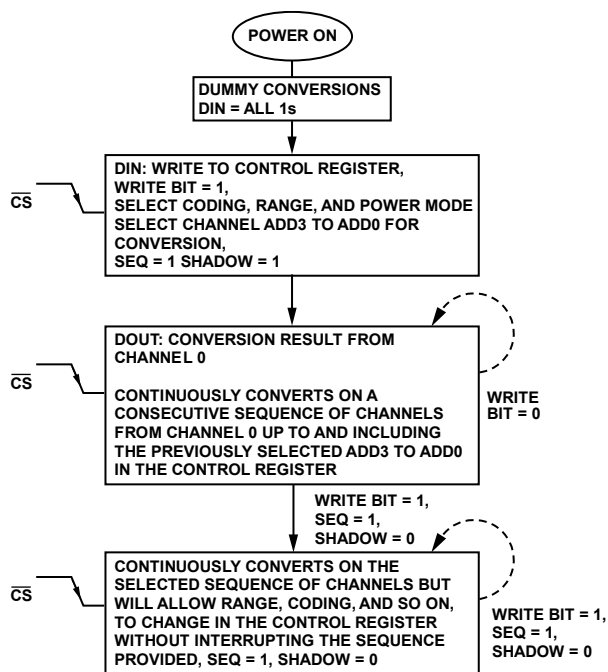 POWER ON
DUMMY CONVERSIONS
DIN = ALL 1s
CS
DIN: WRITE TO CONTROL REGISTER,
WRITE BIT = 1,
SELECT CODING, RANGE, AND POWER MODE
SELECT CHANNEL ADD3 TO ADD0 FOR
CONVERSION,
SEQ = 1 SHADOW = 1
CS
DOUT: CONVERSION RESULT FROM
CHANNEL 0
CONTINUOUSLY CONVERTS ON A
CONSECUTIVE SEQUENCE OF CHANNELS
FROM CHANNEL 0 UP TO AND INCLUDING
THE PREVIOUSLY SELECTED ADD3 TO ADD0
IN THE CONTROL REGISTER
WRITE
BIT = 0
WRITE BIT = 1,
SEQ = 1,
SHADOW = 0
CS
CONTINUOUSLY CONVERTS ON THE
SELECTED SEQUENCE OF CHANNELS BUT
WILL ALLOW RANGE, CODING, AND SO ON,
TO CHANGE IN THE CONTROL REGISTER
WITHOUT INTERRUPTING THE SEQUENCE
PROVIDED, SEQ = 1, SHADOW = 0
WRITE BIT = 1,
SEQ = 1,
SHADOW = 0